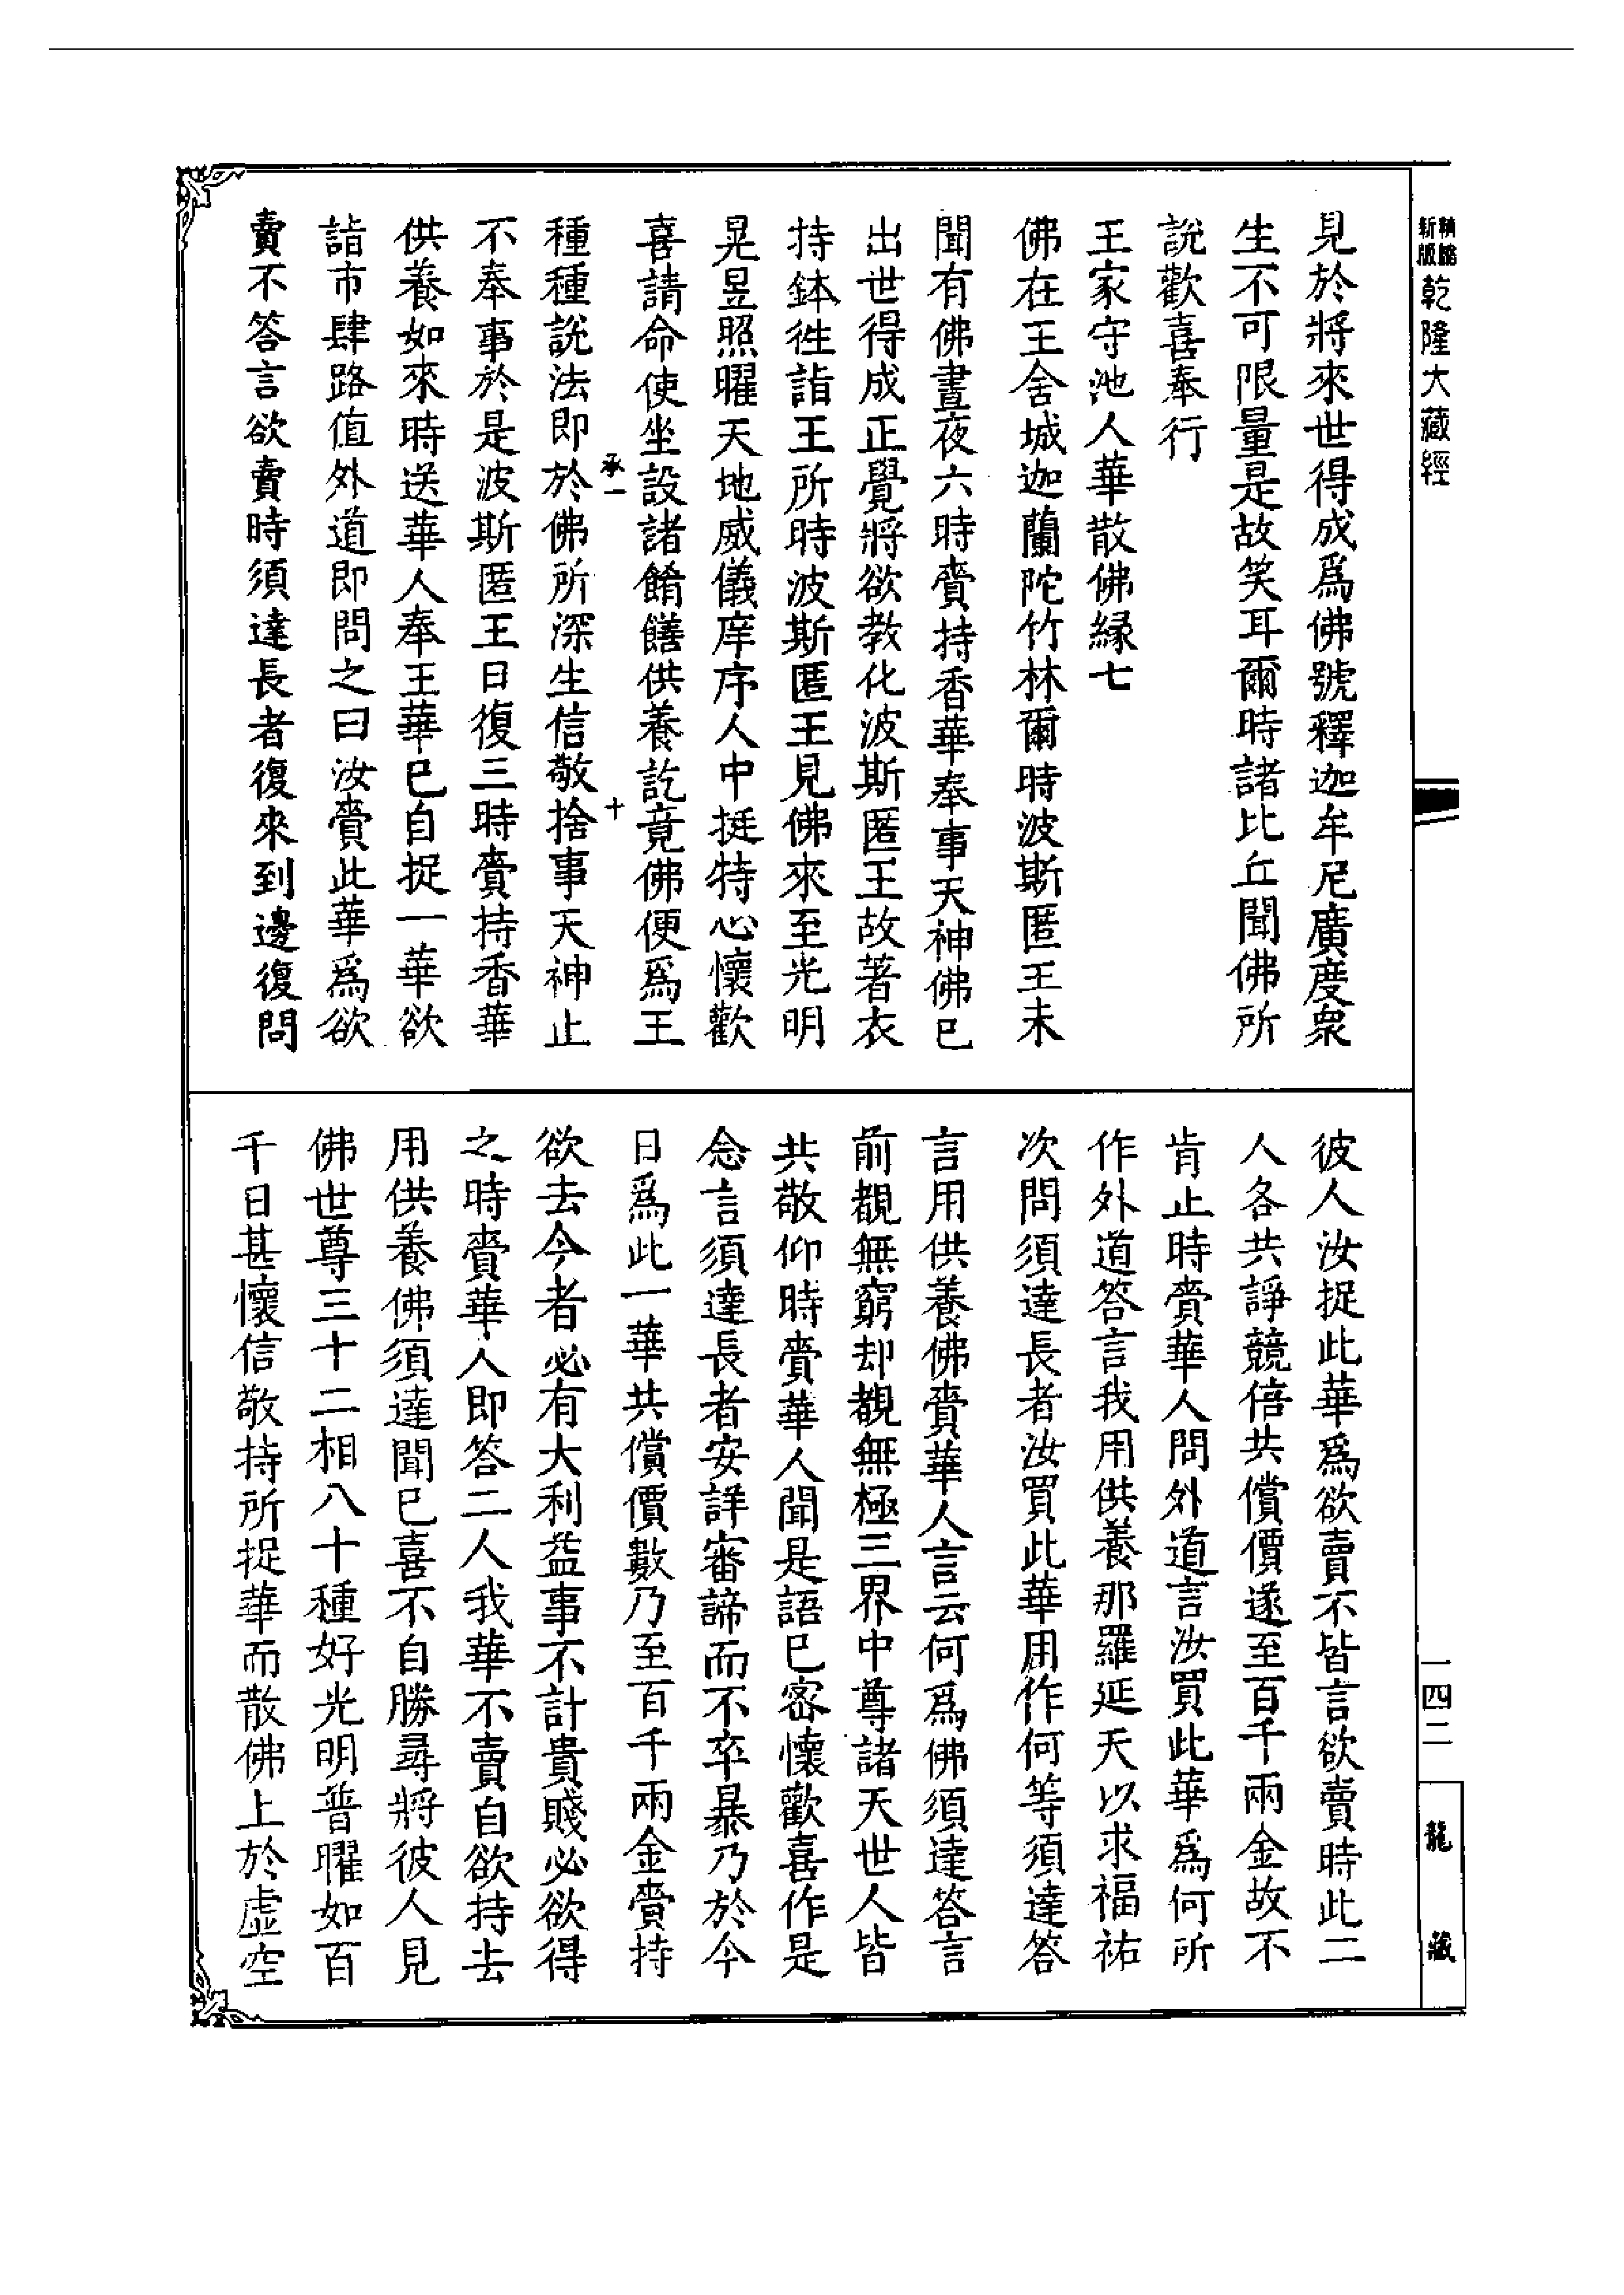 新版精縮乾隆大藏經
見於將來世得成爲佛號釋迦牟尼廣度衆
生不可限量是故笑耳爾時諸比丘聞佛所
說歡喜奉行
王家守池人華散佛緣七
佛在王舍城迦蘭陀竹林爾時波斯匿王未
聞有佛晝夜六時賫持香華奉事天神佛已
出世得成正覺將欲教化波斯匿王故著衣
持鉢徃詣王所時波斯匿王見佛來至光明
晃昱照曜天地威儀庠序人中挺特心懷歡
喜請命使坐設諸餚饍供養訖竟佛便爲王
承一 十
種種說法即於佛所深生信敬捨事天神止
不奉事於是波斯匿王日復三時賫持香華
供養如來時送華人奉王華已自捉一華欲
詣市肆路值外道即問之曰汝賫此華爲欲
賣不答言欲賣時須達長者復來到邊復問
彼人汝捉此華爲欲賣不皆言欲賣時此二
人各共諍競倍共償價遂至百千兩金故不
肯止時賫華人問外道言汝買此華爲何所
作外道答言我用供養那羅延天以求福祐
次問須達長者汝買此華用作何等須達答
言用供養佛賫華人言云何爲佛須達答言
前覩無窮却覩無極三界中尊諸天世人皆
共敬仰時賫華人聞是語已密懷歡喜作是
念言須達長者安詳審諦而不卒暴乃於今
日爲此一華共償價數乃至百千兩金賫持
欲去今者必有大利益事不計貴賤必欲得
之時賫華人即答二人我華不賣自欲持去
用供養佛須達聞已喜不自勝尋將彼人見
佛世尊三十二相八十種好光明普曜如百
千日甚懷信敬持所捉華而散佛上於虛空
一四二
龍藏